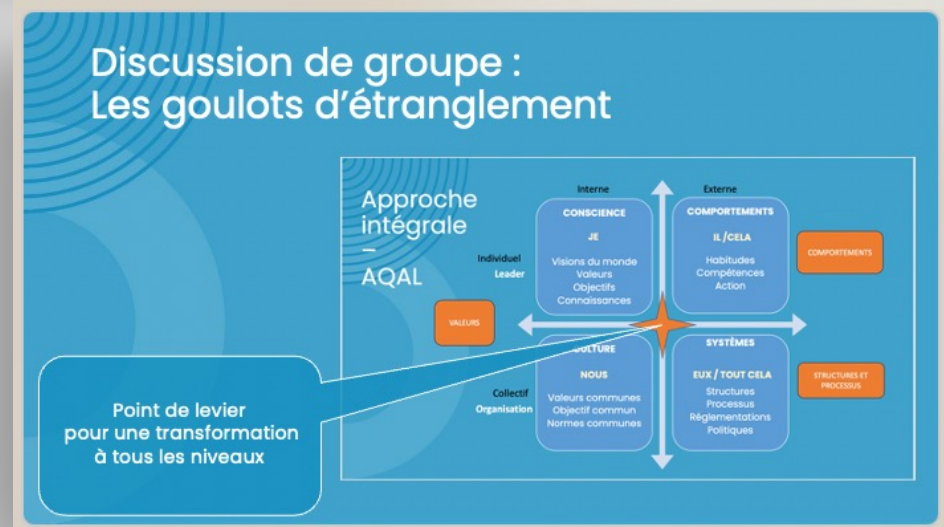 Discussion de groupe :
Les goulots d'étranglement
Approche
intégrale
–
AQAL
Interne
Externe
Individuel
Leader
CONSCIENCE
JE
Visions du monde
Valeurs
Objectifs
Connaissances
COMPORTEMENTS
IL /CELA
Habitudes
Compétences
Action
COMPORTEMENTS
VALEURS
Collectif
Organisation
CULTURE
NOUS
Valeurs communes
Objectif commun
Normes communes
SYSTÈMES
EUX / TOUT CELA
Structures
Processus
Réglementations
Politiques
STRUCTURES ET
PROCESSUS
Point de levier
pour une transformation
à tous les niveaux